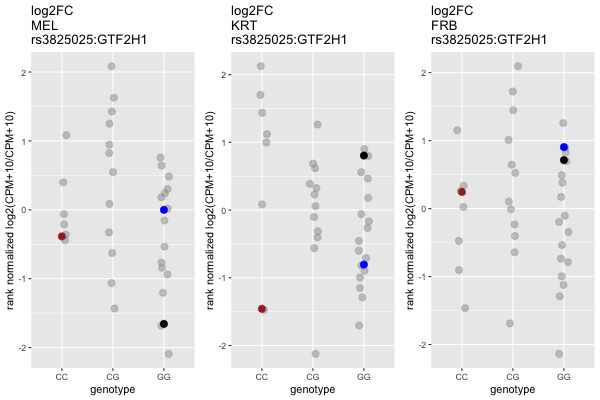 log2FC
MEL
rs3825025:GTF2H1
rank normalized log2(CPM+10/CPM+10)
2
1
0
-1
-2
CC
CG
GG
genotype
log2FC
KRT
rs3825025:GTF2H1
rank normalized log2(CPM+10/CPM+10)
2
1
0
-1
-2
CC
CG
GG
genotype
log2FC
FRB
rs3825025:GTF2H1
rank normalized log2(CPM+10/CPM+10)
2
1
0
-1
-2
CC
CG
GG
genotype